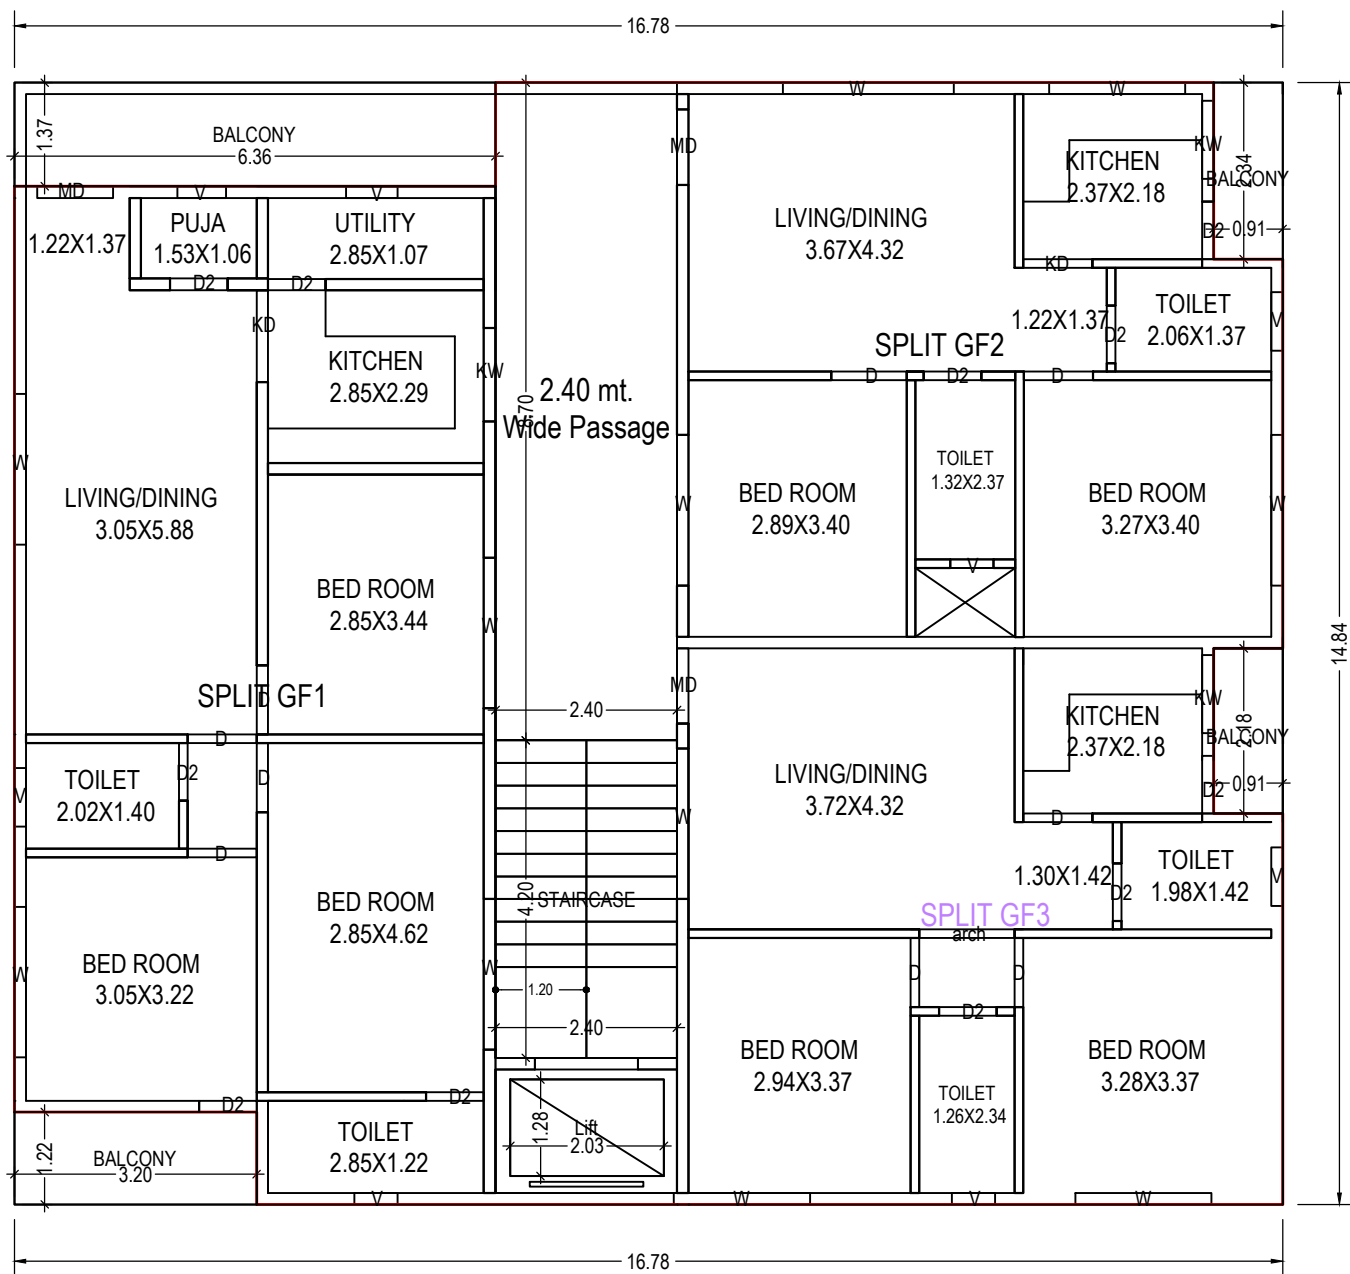 16.78
BALCONY
6.36
1.37
MD
V
V
1.22X1.37
PUJA
1.53X1.06
UTILITY
2.85X1.07
D2
D2
KD
KITCHEN
2.85X2.29
KW
W
LIVING/DINING
3.05X5.88
BED ROOM
2.85X3.44
W
SPLIT GF1
D
D
TOILET
2.02X1.40
D2
D
V
D
BED ROOM
2.85X4.62
W
BED ROOM
3.05X3.22
W
D2
D2
BALCONY
3.20
1.22
TOILET
2.85X1.22
V
2.40 mt.
Wide Passage
2.40
4.20
STAIRCASE
1.20
2.40
Lift
2.03
1.28
MD
W
W
LIVING/DINING
3.67X4.32
KITCHEN
2.37X2.18
KW
2.34
BALCONY
0.91
D2
KD
1.22X1.37
D2
TOILET
2.06X1.37
V
SPLIT GF2
D
D2
D
BED ROOM
2.89X3.40
W
TOILET
1.32X2.37
V
BED ROOM
3.27X3.40
W
14.84
MD
LIVING/DINING
3.72X4.32
W
KITCHEN
2.37X2.18
KW
2.18
BALCONY
0.91
D2
D
1.30X1.42
D2
TOILET
1.98X1.42
V
SPLIT GF3
arch
D
D
D2
BED ROOM
2.94X3.37
TOILET
1.26X2.34
BED ROOM
3.28X3.37
W
V
W
16.78